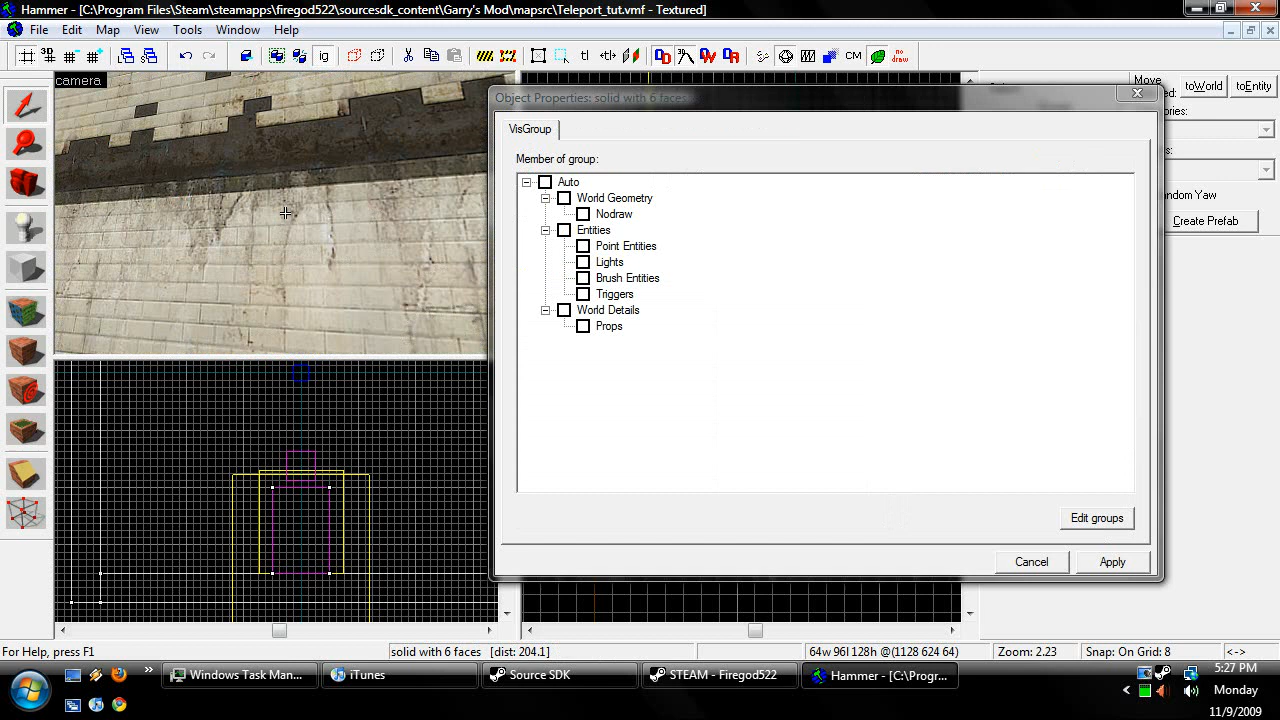 Hammer - [C:\Program Files\Steam\steamapps\firegod522\sourcesdk_content\Garry's Mod\mapsrc\Teleport_tut.vmf - Textured]
File Edit Map View Tools Window Help
ig CM no draw
camera
Move
toWorld toEntity
Object Properties: solid with 6 faces
VisGroup
Member of group:
Auto
World Geometry
andom Yaw
Nodraw
Create Prefab
Entities
Point Entities
Lights
Brush Entities
Triggers
World Details
Props
Edit groups
Cancel Apply
For Help, press F1 solid with 6 faces [dist: 204.1] 64w 96l 128h @(1128 624 64) Zoom: 2.23 Snap: On Grid: 8 <->
Windows Task Man... iTunes Source SDK STEAM - Firegod522 Hammer - [C:\Progr...
5:27 PM
Monday
11/9/2009